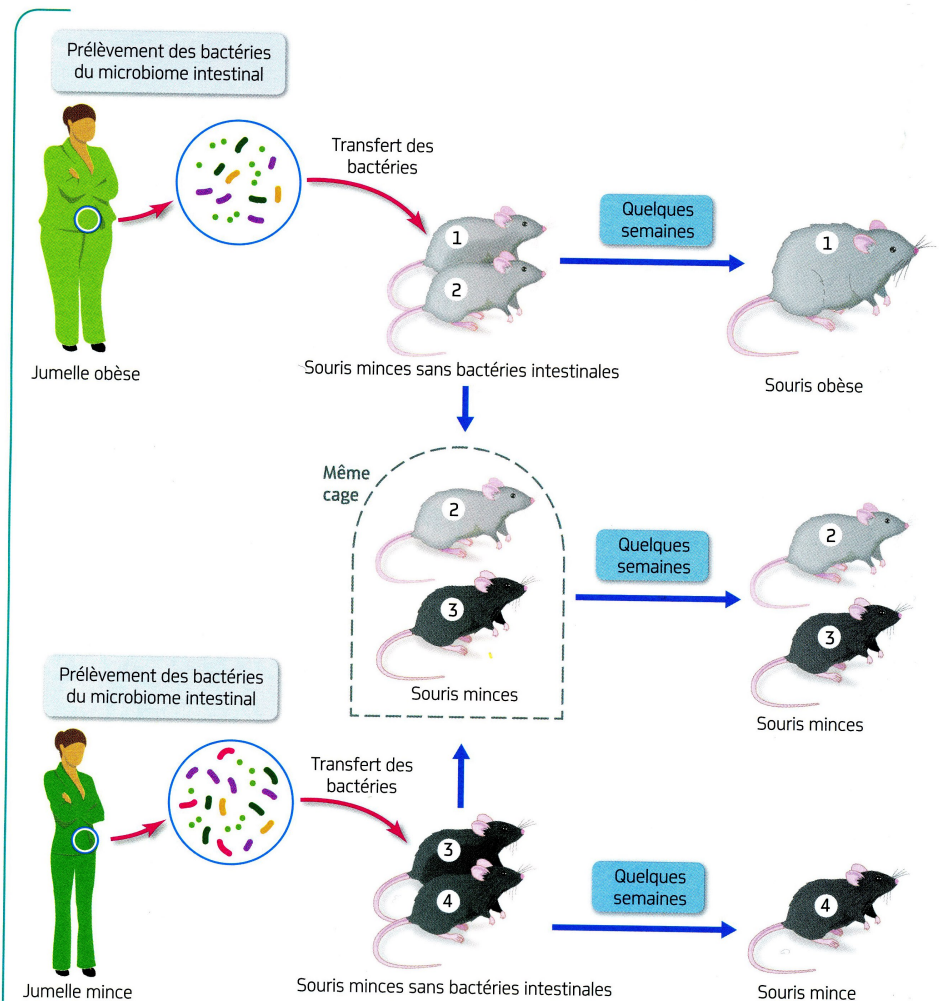 Prélèvement des bactéries
du microbiome intestinal
Transfert des
bactéries
Quelques
semaines
1
2
1
Jumelle obèse
Souris minces sans bactéries intestinales
Souris obèse
Même
cage
2
3
Souris minces
Quelques
semaines
2
3
Souris minces
Prélèvement des bactéries
du microbiome intestinal
Transfert des
bactéries
3
4
Quelques
semaines
4
Jumelle mince
Souris minces sans bactéries intestinales
Souris mince